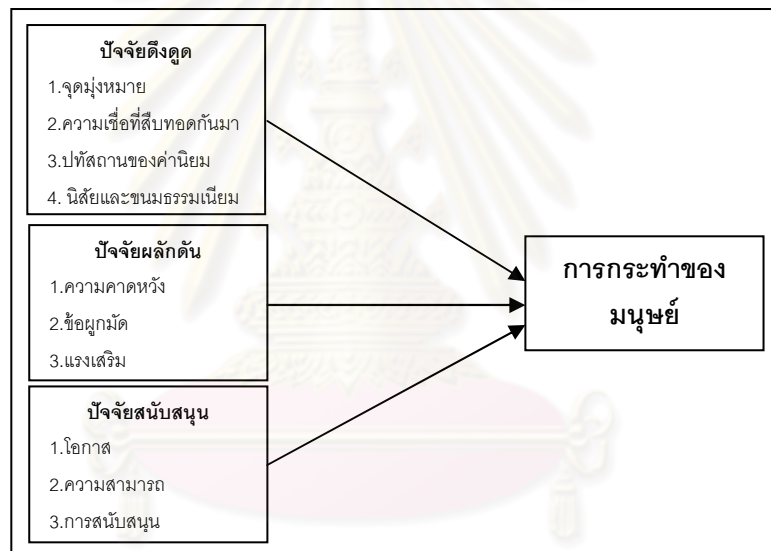 ปัจจัยดึงดูด
1.จุดมุ่งหมาย
2.ความเชื่อที่สืบทอดกันมา
3.ปทัสถานของค่านิยม
4. นิสัยและขนมธรรมเนียม
ปัจจัยผลักดัน
1.ความคาดหวัง
2.ข้อผูกมัด
3.แรงเสริม
ปัจจัยสนับสนุน
1.โอกาส
2.ความสามารถ
3.การสนับสนุน
การกระทำของ
มนุษย์